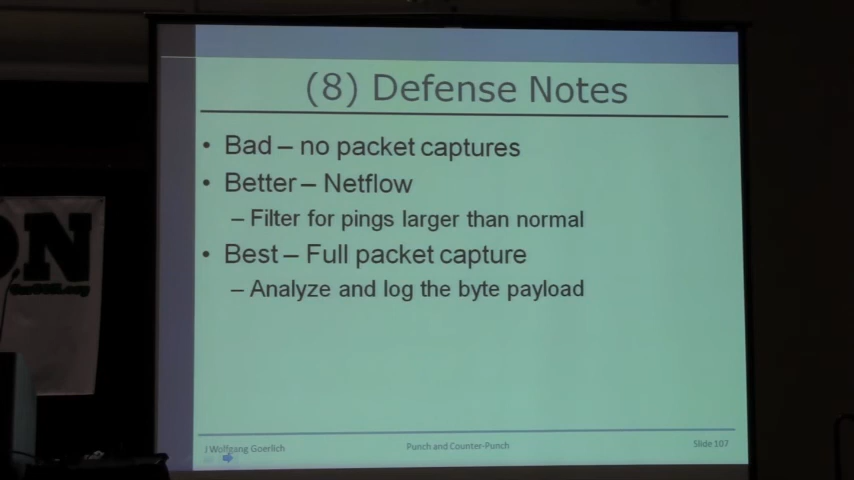 (8) Defense Notes
• Bad – no packet captures
• Better – Netflow
– Filter for pings larger than normal
• Best – Full packet capture
– Analyze and log the byte payload
J Wolfgang Goerlich
Punch and Counter-Punch
Slide 107
ON